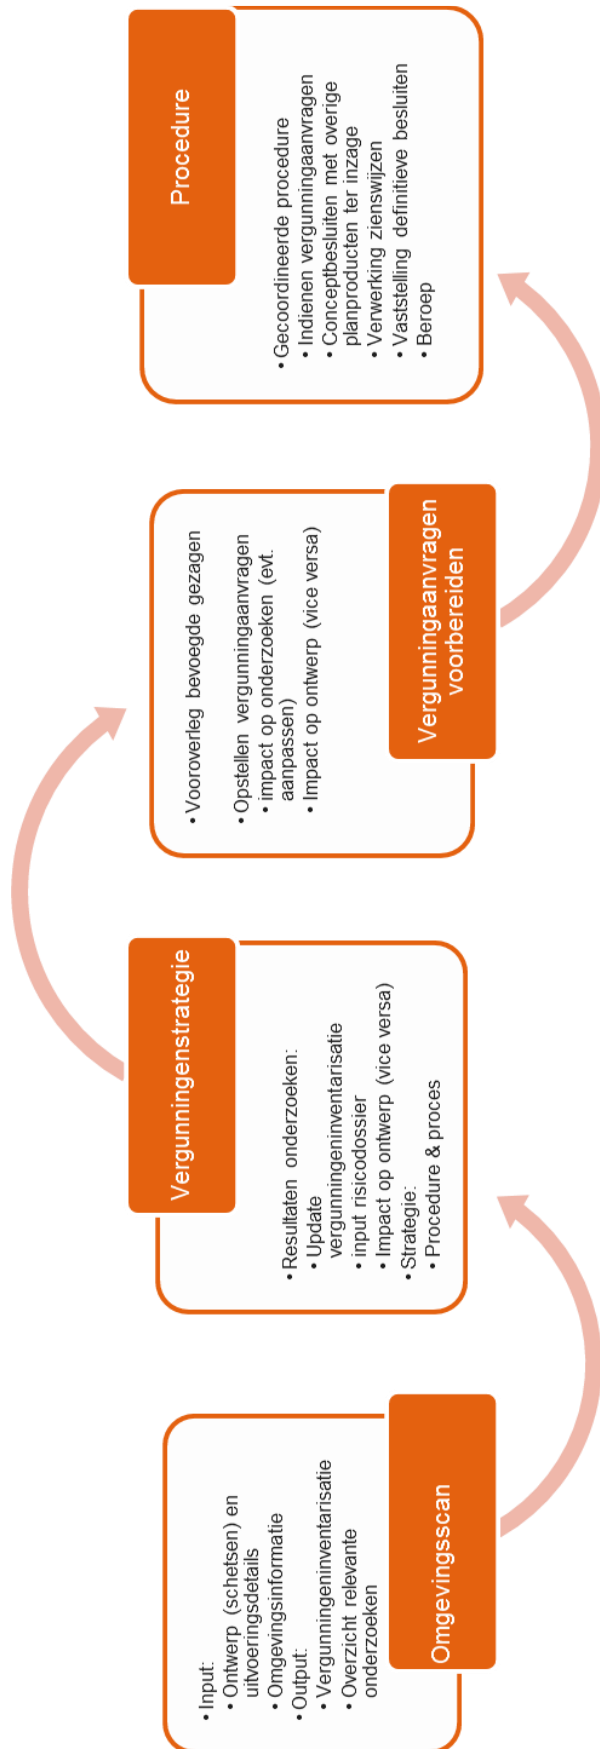 • Input:
• Ontwerp (schetsen) en
uitvoeringsdetails
• Omgevingsinformatie
• Output:
• Vergunningeninventarisatie
• Overzicht relevante
onderzoeken
Omgevingsscan
Vergunningenstrategie
• Resultaten onderzoeken:
• Update
vergunningeninventarisatie
• input risicodossier
• Impact op ontwerp (vice versa)
• Strategie:
• Procedure & proces
• Vooroverleg bevoegde gezagen
• Opstellen vergunningaanvragen
• impact op onderzoeken (evt.
aanpassen)
• Impact op ontwerp (vice versa)
Vergunningaanvragen
voorbereiden
Procedure
• Gecoordineerde procedure
• Indienen vergunningaanvragen
• Conceptbesluiten met overige
planproducten ter inzage
• Verwerking zienswijzen
• Vaststelling definitieve besluiten
• Beroep